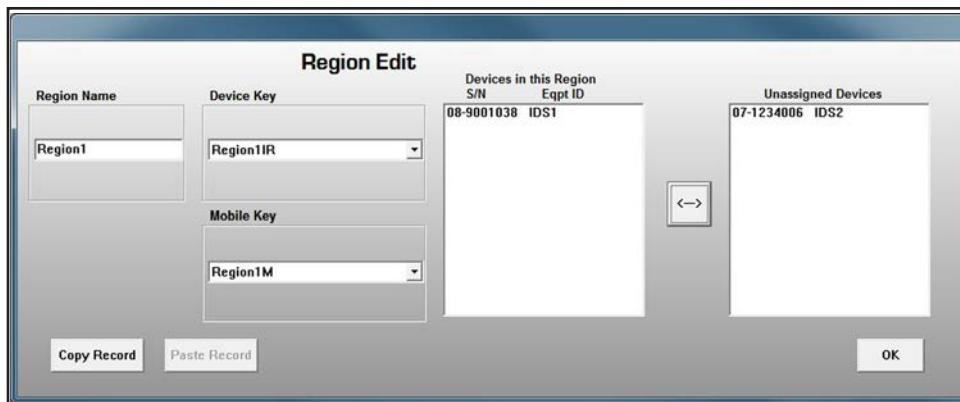 Region Edit
Region Name
Device Key
Devices in this Region
S/N Eqpt ID
Unassigned Devices
Region1
Region1IR
08-9001038 IDS1
07-1234006 IDS2
<-->
Mobile Key
Region1M
Copy Record
Paste Record
OK